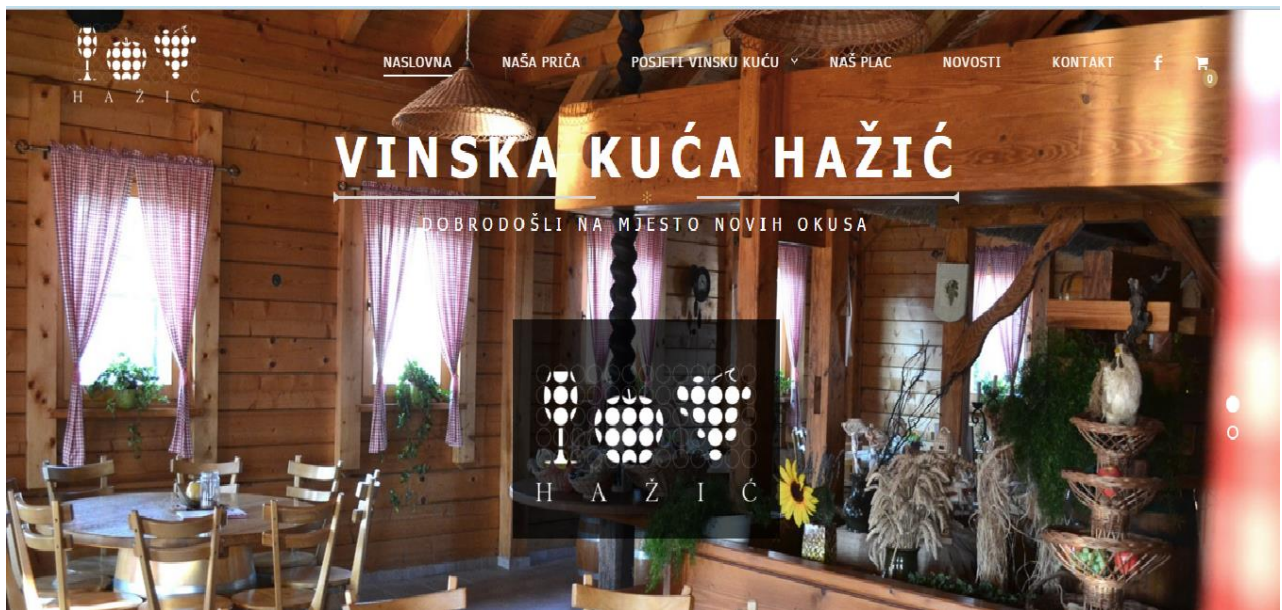 HAŽIĆ
NASLOVNA NAŠA PRIČA POSJETI VINSKU KUĆU NAŠ PLAC NOVOSTI KONTAKT f 0
VINSKA KUĆA HAŽIĆ
DOBRODOŠLI NA MJESTO NOVIH OKUSA
HAŽIĆ